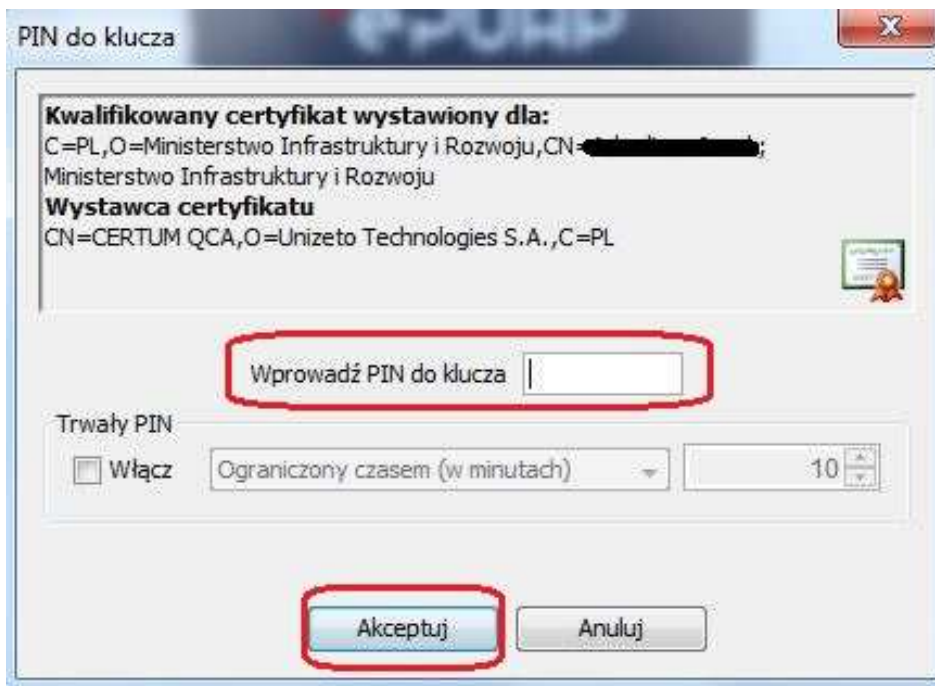 PIN do klucza
ePUAP
Kwalifikowany certyfikat wystawiony dla:
C=PL,O=Ministerstwo Infrastruktury i Rozwoju,CN=
Ministerstwo Infrastruktury i Rozwoju
Wystawca certyfikatu
CN=CERTUM QCA,O=Unizeto Technologies S.A.,C=PL
Wprowadź PIN do klucza
Trwały PIN
Włącz Ograniczony czasem (w minutach) 10
Akceptuj Anuluj